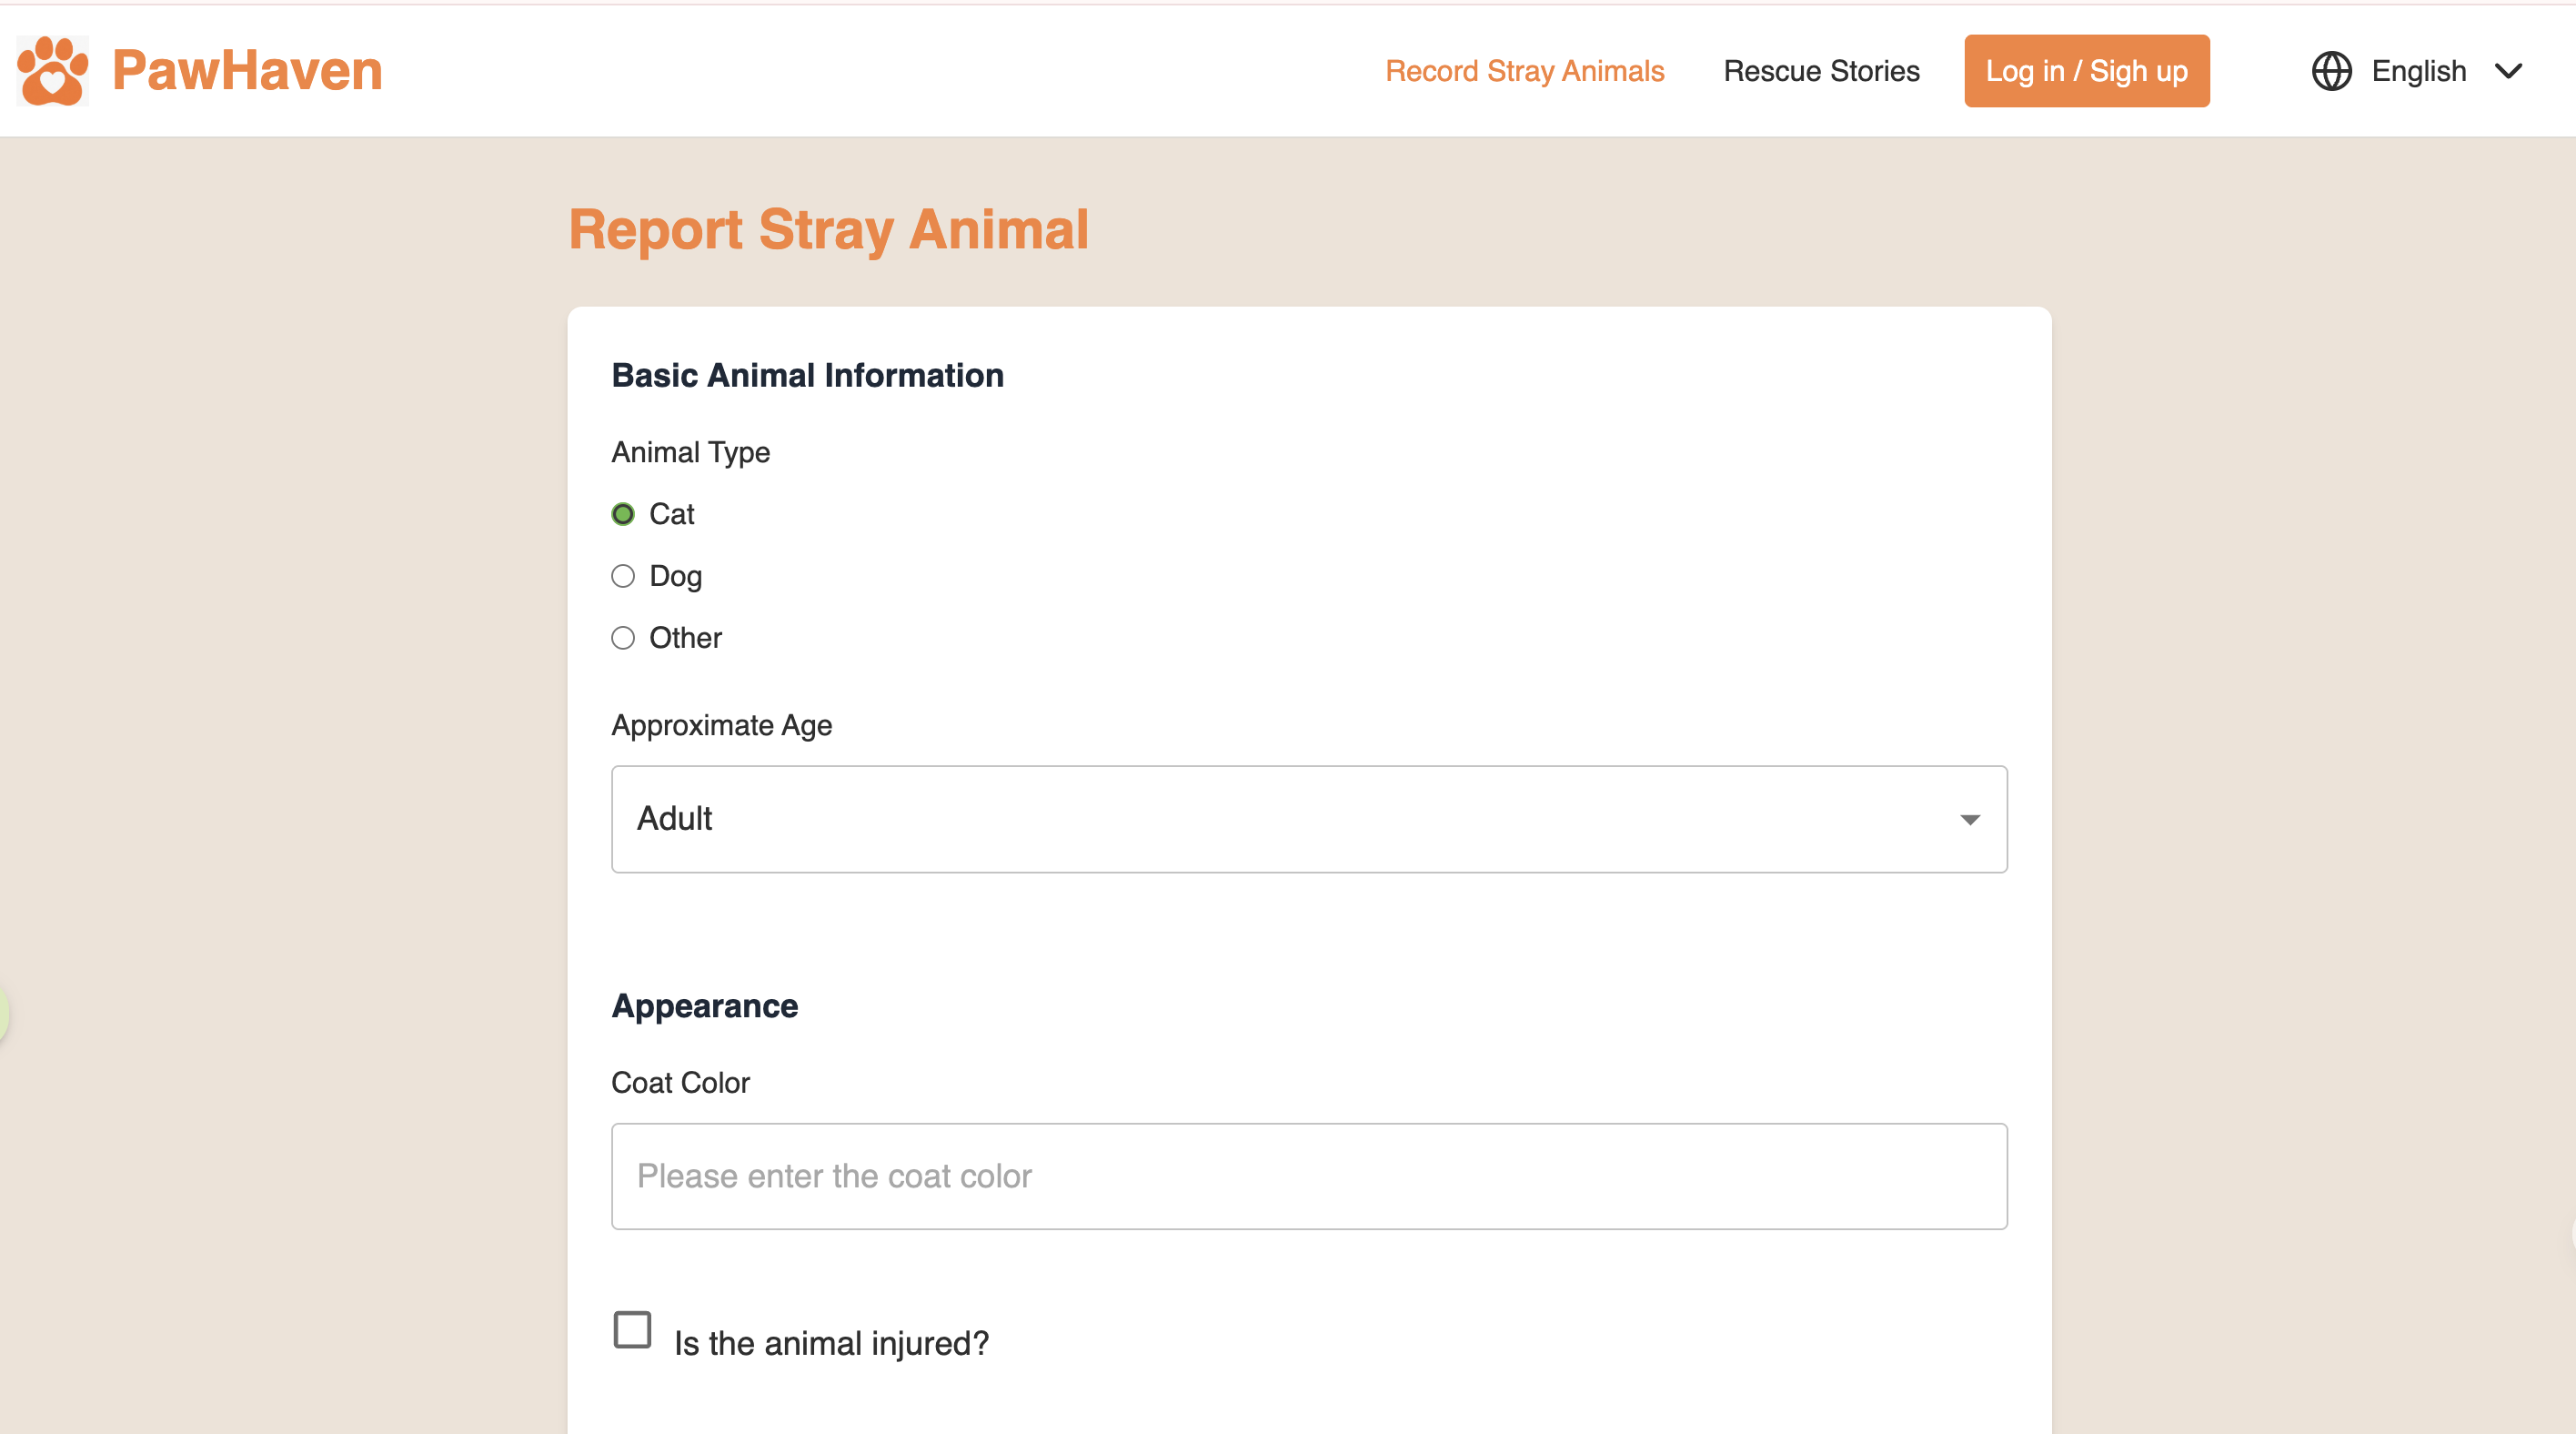 PawHaven
Record Stray Animals
Rescue Stories
Log in / Sigh up
English
Report Stray Animal
Basic Animal Information
Animal Type
Cat
Dog
Other
Approximate Age
Adult
Appearance
Coat Color
Please enter the coat color
Is the animal injured?